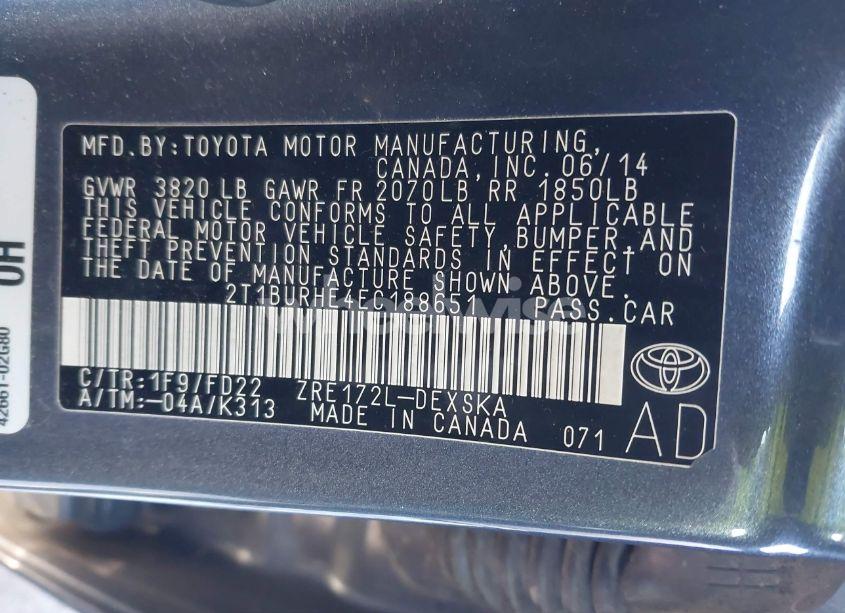 MFD.BY:TOYOTA MOTOR MANUFACTURING,
CANADA,INC.06/14
GVWR 3820 LB GAWR FR 2070LB RR 1850LB
THIS VEHICLE CONFORMS TO ALL APPLICABLE
FEDERAL MOTOR VEHICLE SAFETY,BUMPER,AND
THEFT PREVENTION STANDARDS IN EFFECT ON
THE DATE OF MANUFACTURE SHOWN ABOVE.
2T1BURHE4EC188651 PASS.CAR
C/TR:1F9/FD22 ZRE172L-DEXSKA
A/TM:-04A/K313 MADE IN CANADA 071
AD
42661-02G80
0H